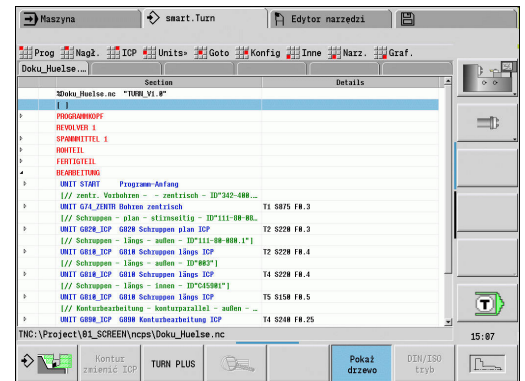 Maszyna smart.Turn Edytor narzędzi
Prog Nagł. ICP Units» Goto Konfig Inne Narz. Graf.
Doku_Huelse....
Section Details
%Doku_Huelse.nc "TURN_V1.0"
[ ]
PROGRAMMKOPF
REVOLVER 1
SPANNMITTEL 1
ROHTEIL
FERTIGTEIL
BEARBEITUNG
UNIT START Programm-Anfang
[// zentr. Vorbohren - - zentrisch - ID"342-400...
UNIT G74_ZENTR Bohren zentrisch T1 S875 F0.3
[// Schruppen - plan - stirnseitig - ID"111-80-08..
UNIT G820_ICP G820 Schruppen plan ICP T2 S220 F0.3
[// Schruppen - längs - außen - ID"111-80-080.1"]
UNIT G810_ICP G810 Schruppen längs ICP T2 S220 F0.4
[// Schruppen - längs - außen - ID"003"]
UNIT G810_ICP G810 Schruppen längs ICP T4 S220 F0.4
[// Schruppen - längs - innen - ID"C45901"]
UNIT G810_ICP G810 Schruppen längs ICP T5 S150 F0.5
[// Konturbearbeitung - konturparallel - außen - ...
UNIT G890_ICP G890 Konturbearbeitung ICP T4 S240 F0.25
TNC:\Project\01_SCREEN\ncps\Doku_Huelse.nc
T
15:07
Kontur zmienić ICP
TURN PLUS
Pokaż drzewo
DIN/ISO tryb